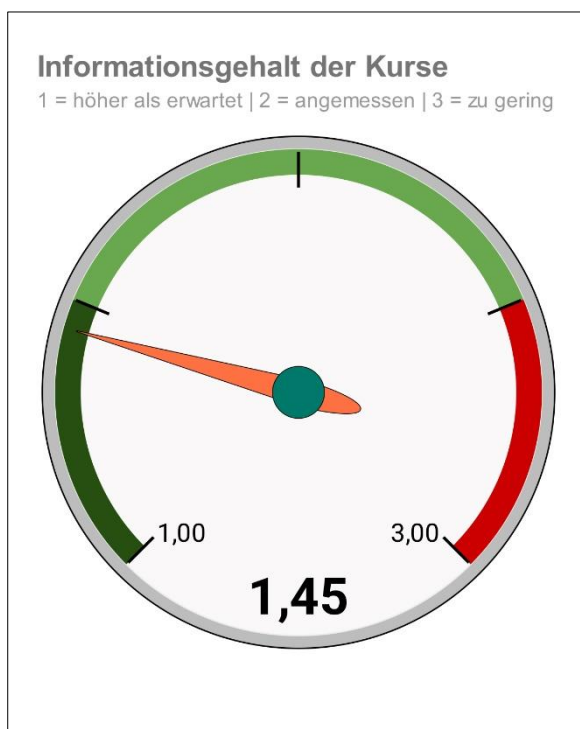 Informationsgehalt der Kurse
1 = höher als erwartet | 2 = angemessen | 3 = zu gering
1,00
3,00
1,45